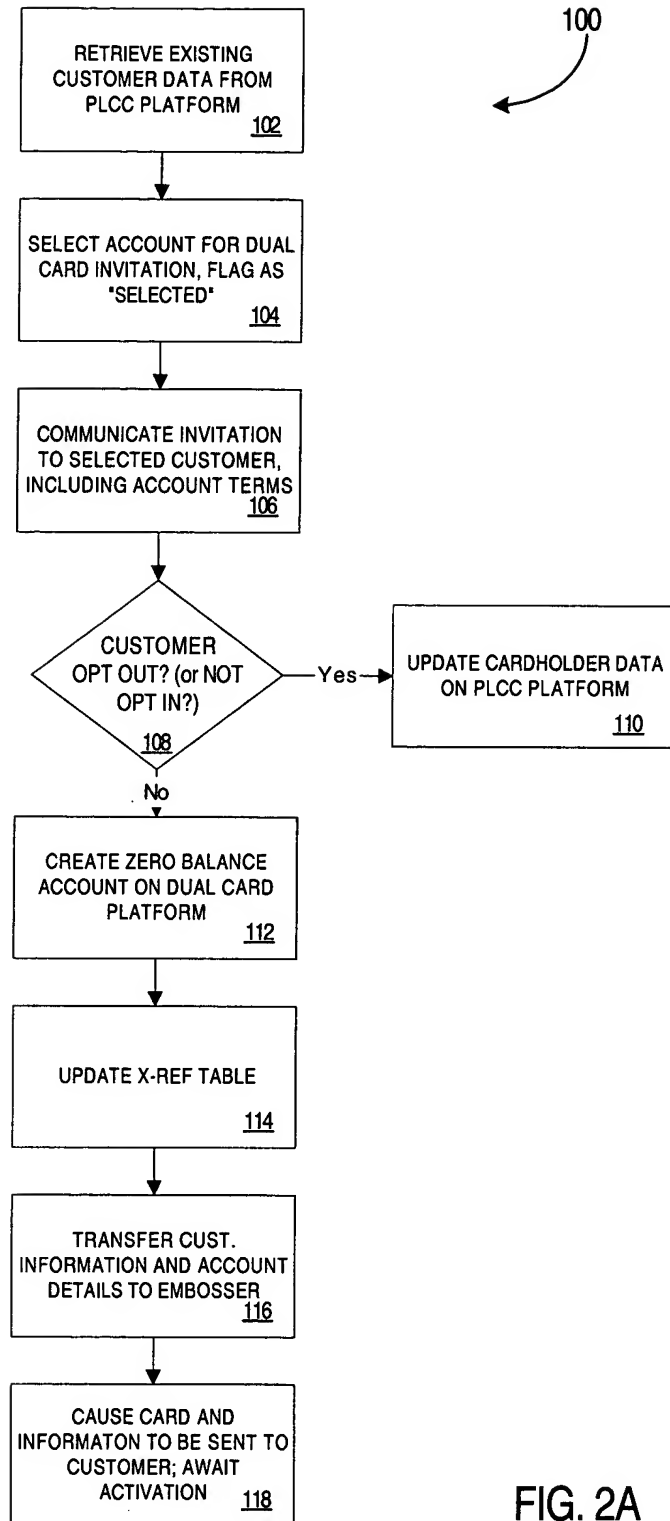 100
RETRIEVE EXISTING
CUSTOMER DATA FROM
PLCC PLATFORM
102
SELECT ACCOUNT FOR DUAL
CARD INVITATION, FLAG AS
"SELECTED"
104
COMMUNICATE INVITATION
TO SELECTED CUSTOMER,
INCLUDING ACCOUNT TERMS
106
CUSTOMER
OPT OUT? (or NOT
OPT IN?)
108
Yes
UPDATE CARDHOLDER DATA
ON PLCC PLATFORM
110
No
CREATE ZERO BALANCE
ACCOUNT ON DUAL CARD
PLATFORM
112
UPDATE X-REF TABLE
114
TRANSFER CUST.
INFORMATION AND ACCOUNT
DETAILS TO EMBOSSER
116
CAUSE CARD AND
INFORMATON TO BE SENT TO
CUSTOMER; AWAIT
ACTIVATION
118
FIG. 2A